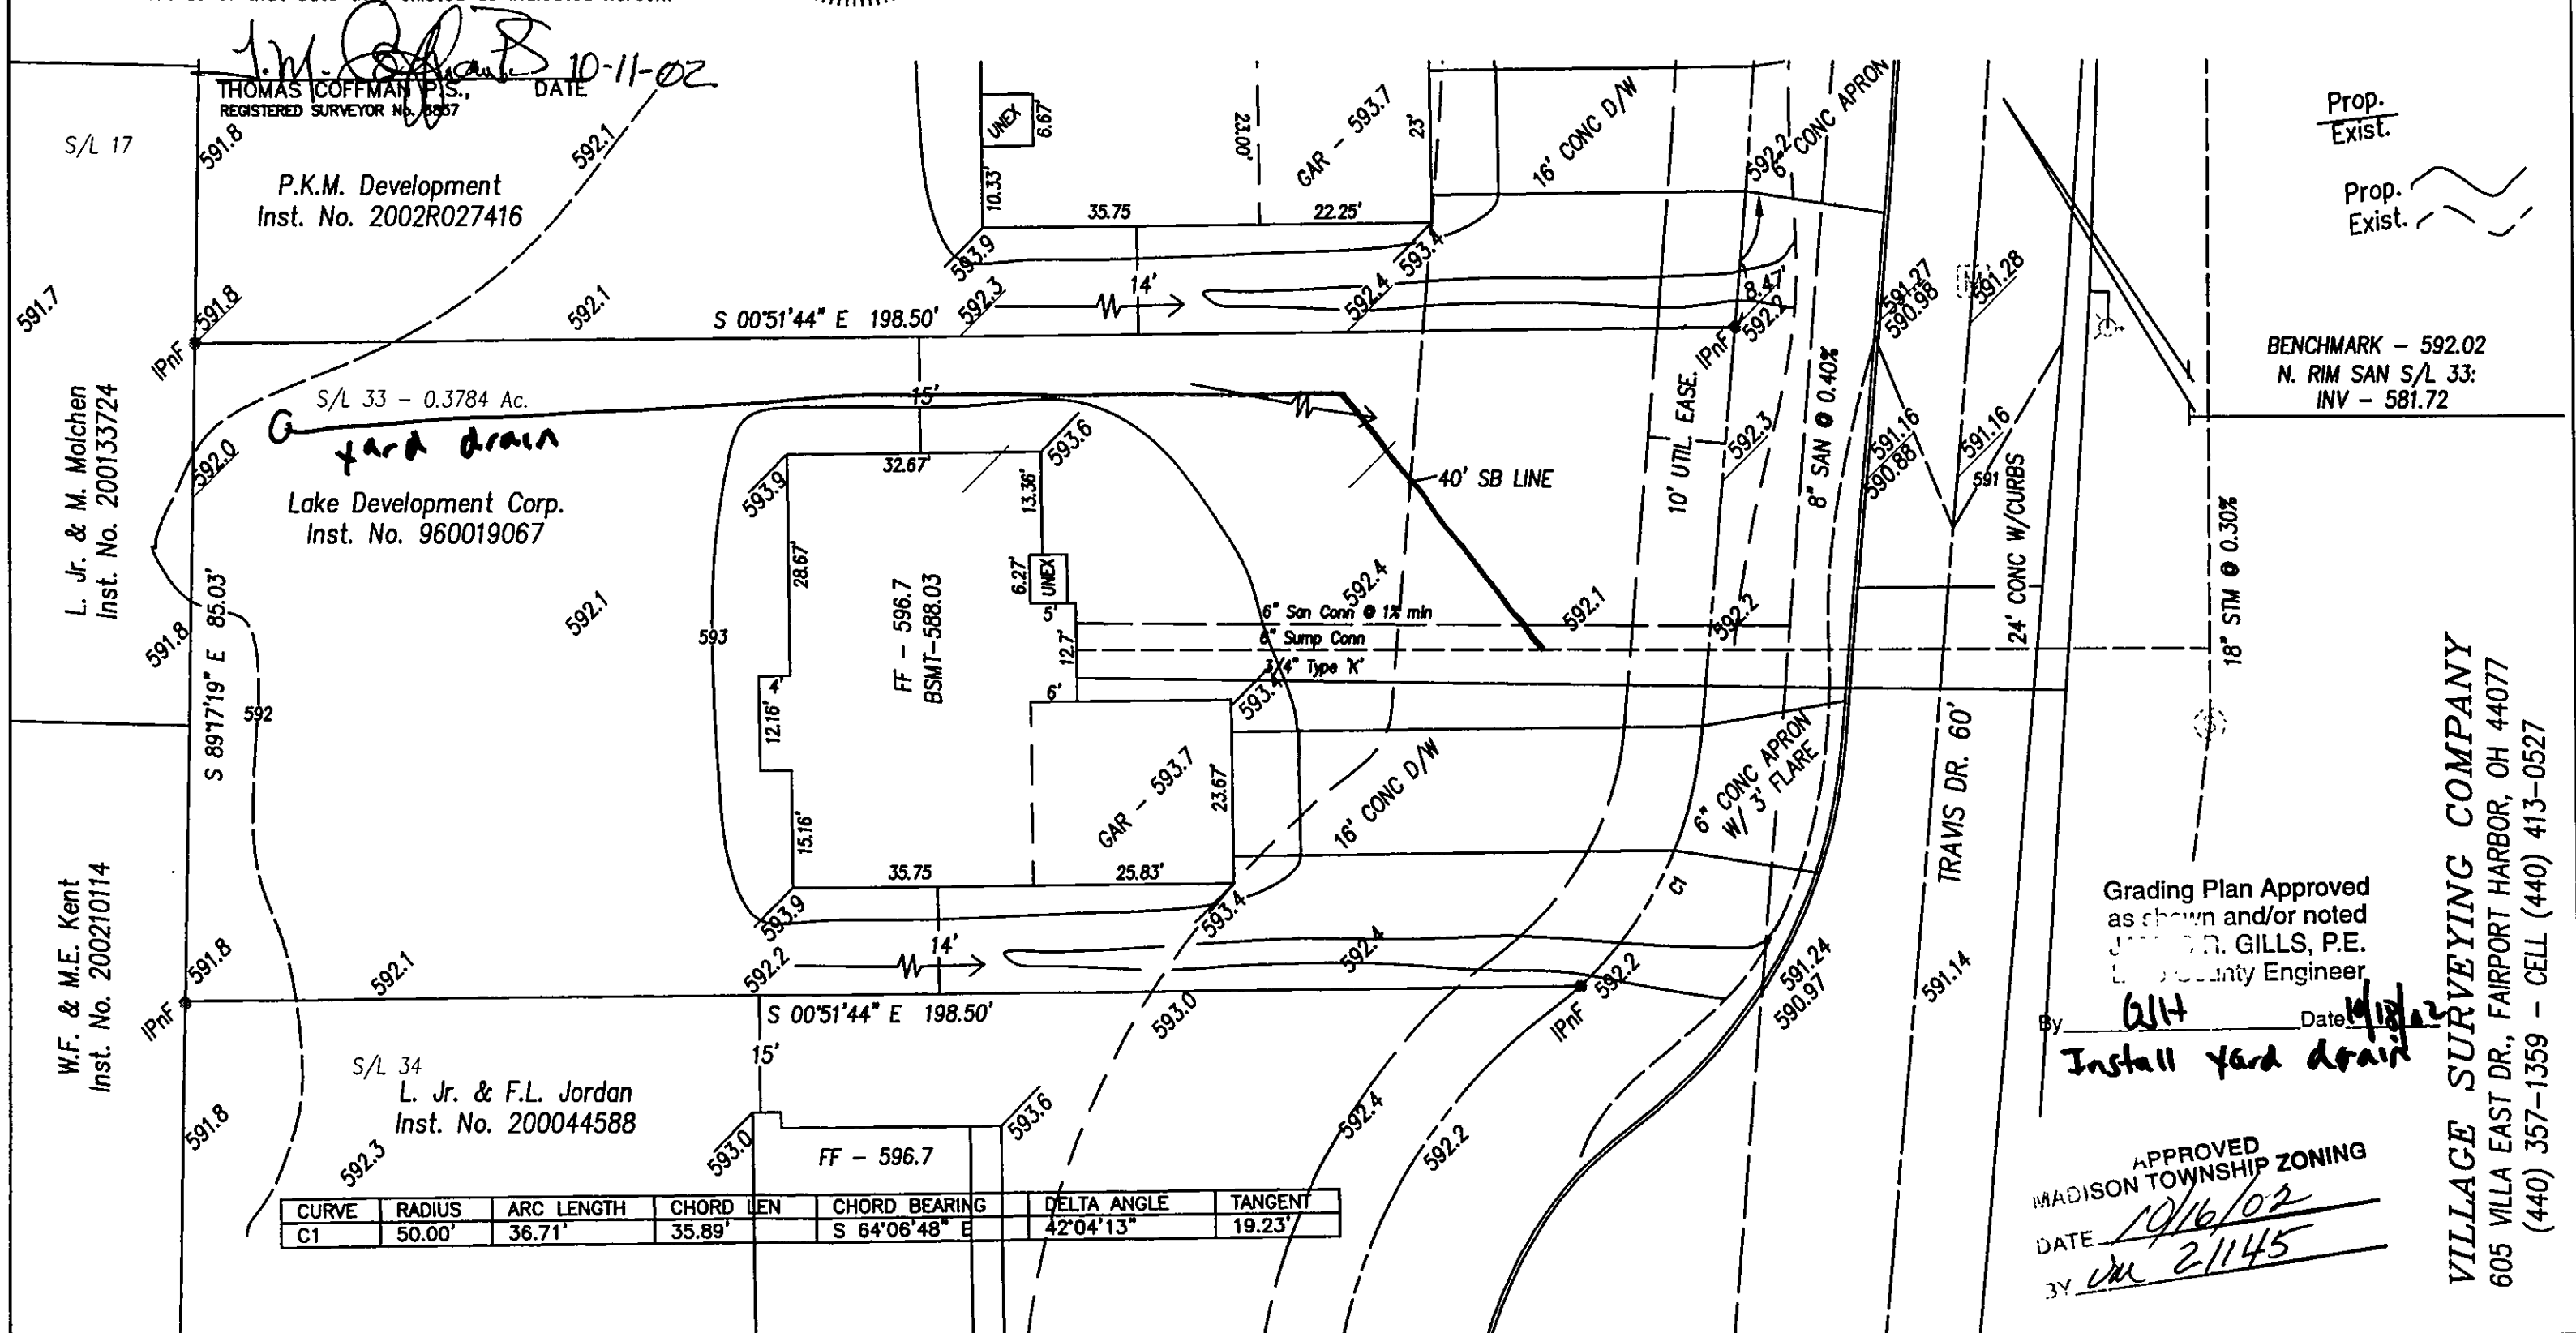 10-11-02
THOMAS COFFMAN P.S., DATE
REGISTERED SURVEYOR No.
S/L 17
591.8
592.1
P.K.M. Development
Inst. No. 2002R027416
591.7
591.8
592.1
IPnF
S 00°51'44" E 198.50'
UNEX
6.67'
10.33'
23.00'
GAR - 593.7
23'
35.75
22.25'
593.9
593.4
592.3
14'
592.4
16' CONC D/W
592.2
6" CONC APRON
8.47'
592.2
IPnF
591.27
590.98
591.28
M
Prop.
Exist.
Prop.
Exist.
BENCHMARK - 592.02
N. RIM SAN S/L 33:
INV - 581.72
L. Jr. & M. Molchen
Inst. No. 200133724
S/L 33 - 0.3784 Ac.
yard drain
592.0
Lake Development Corp.
Inst. No. 960019067
15'
32.67'
593.9
593.6
13.36'
28.67'
6.27'
UNEX
5'
12.7'
6'
FF - 596.7
BSMT-588.03
593
4'
12.16'
15.16'
35.75
25.83'
GAR - 593.7
23.67'
593.4
593.9
593.4
40' SB LINE
592.4
6" San Conn @ 1% min
6" Sump Conn
3/4" Type 'K'
592.1
592.2
10' UTIL. EASE.
592.3
8" SAN @ 0.40%
591.16
590.88
591.16
591
24' CONC W/CURBS
18" STM @ 0.30%
S
S 89°17'19" E 85.03'
591.8
592.1
592
16' CONC D/W
6" CONC APRON
W/ 3' FLARE
C1
TRAVIS DR. 60'
W.F. & M.E. Kent
Inst. No. 200210114
591.8
592.1
592.2
14'
592.4
592.2
591.24
590.97
591.14
IPnF
S 00°51'44" E 198.50'
593.0
IPnF
15'
S/L 34
L. Jr. & F.L. Jordan
Inst. No. 200044588
591.8
592.3
593.0
593.6
FF - 596.7
592.4
592.2
CURVE RADIUS ARC LENGTH CHORD LEN CHORD BEARING DELTA ANGLE TANGENT
C1 50.00' 36.71' 35.89' S 64°06'48" E 42°04'13" 19.23'
Grading Plan Approved
as shown and/or noted
R. GILLS, P.E.
County Engineer
By GJH Date 10/18/02
Install yard drain
APPROVED
MADISON TOWNSHIP ZONING
DATE 10/16/02
BY 21145
VILLAGE SURVEYING COMPANY
605 VILLA EAST DR., FAIRPORT HARBOR, OH 44077
(440) 357-1359 - CELL (440) 413-0527